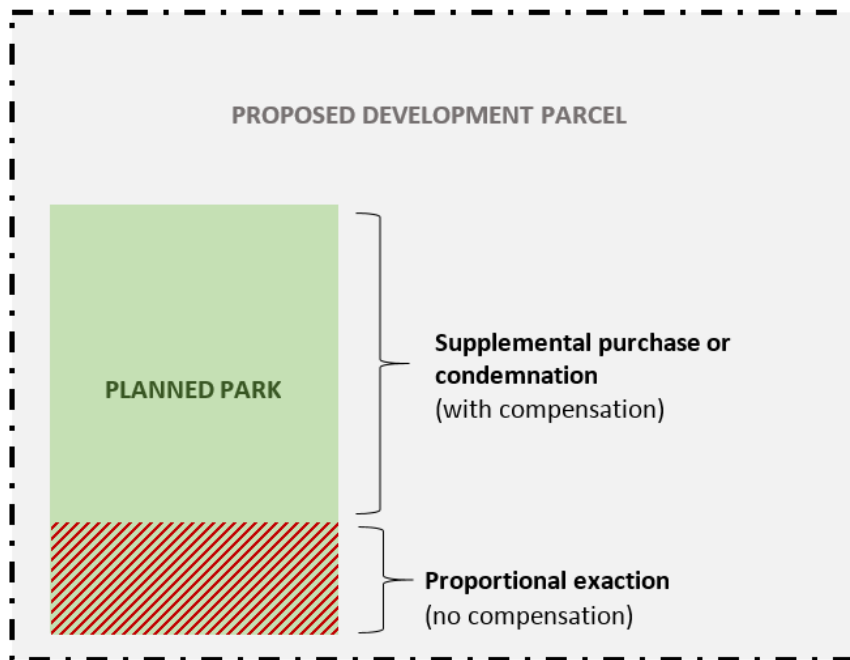 PROPOSED DEVELOPMENT PARCEL
Supplemental purchase or
condemnation
(with compensation)
PLANNED PARK
Proportional exaction
(no compensation)